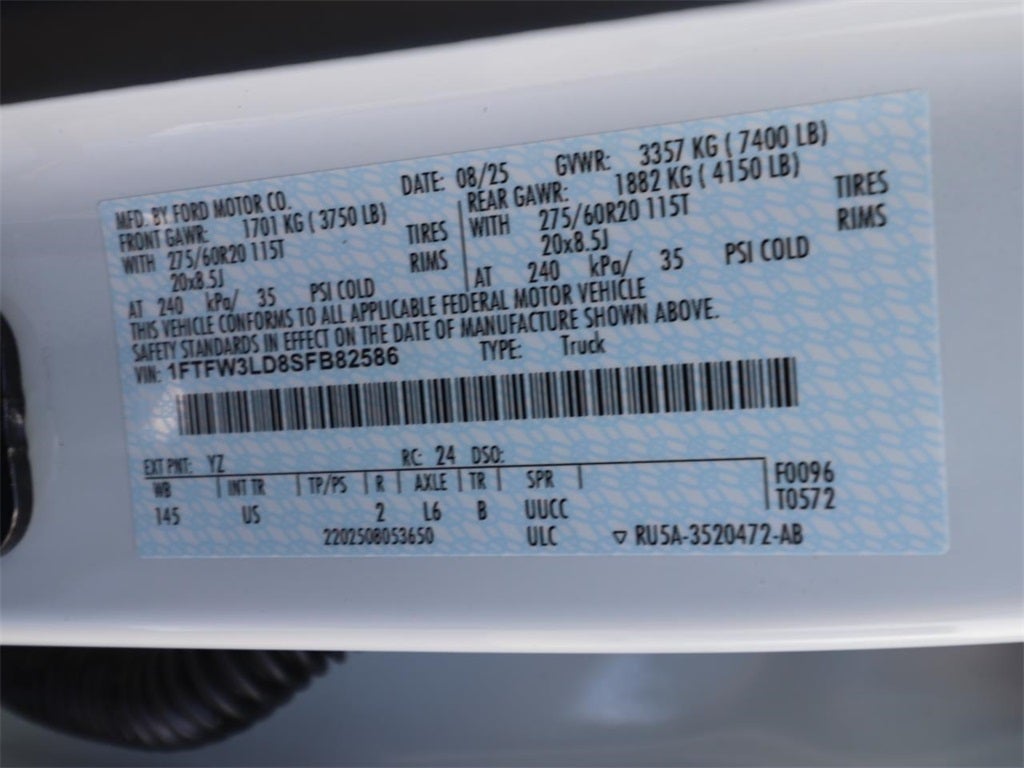 MFD. BY FORD MOTOR CO. DATE: 08/25 GVWR: 3357 KG ( 7400 LB)
FRONT GAWR: 1701 KG ( 3750 LB) REAR GAWR: 1882 KG ( 4150 LB)
WITH 275/60R20 115T TIRES WITH 275/60R20 115T TIRES
20x8.5J RIMS 20x8.5J RIMS
AT 240 kPa/ 35 PSI COLD AT 240 kPa/ 35 PSI COLD
THIS VEHICLE CONFORMS TO ALL APPLICABLE FEDERAL MOTOR VEHICLE
SAFETY STANDARDS IN EFFECT ON THE DATE OF MANUFACTURE SHOWN ABOVE.
VIN: 1FTFW3LD8SFB82586 TYPE: Truck
EXT PNT: YZ RC: 24 DSO:
WB INT TR TP/PS R AXLE TR SPR F0096
145 US 2 L6 B UUCC T0572
2202508053650 ULC ▽ RU5A-3520472-AB